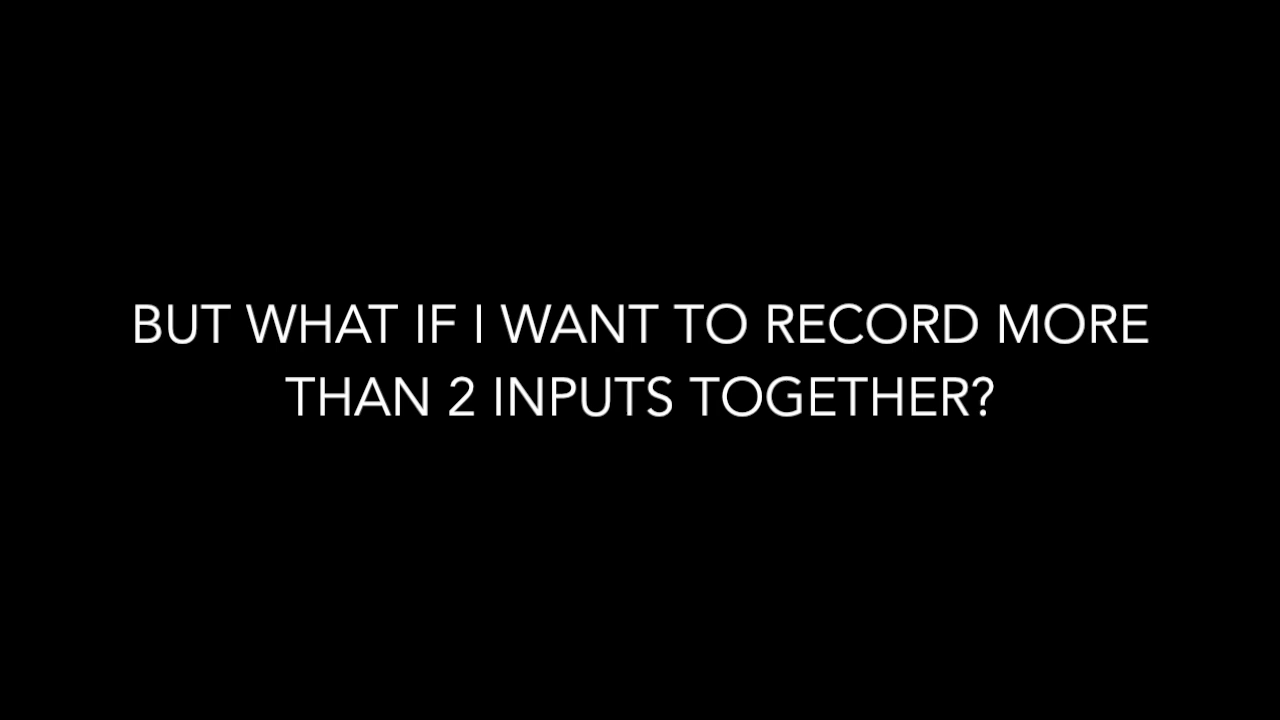 BUT WHAT IF I WANT TO RECORD MORE
THAN 2 INPUTS TOGETHER?